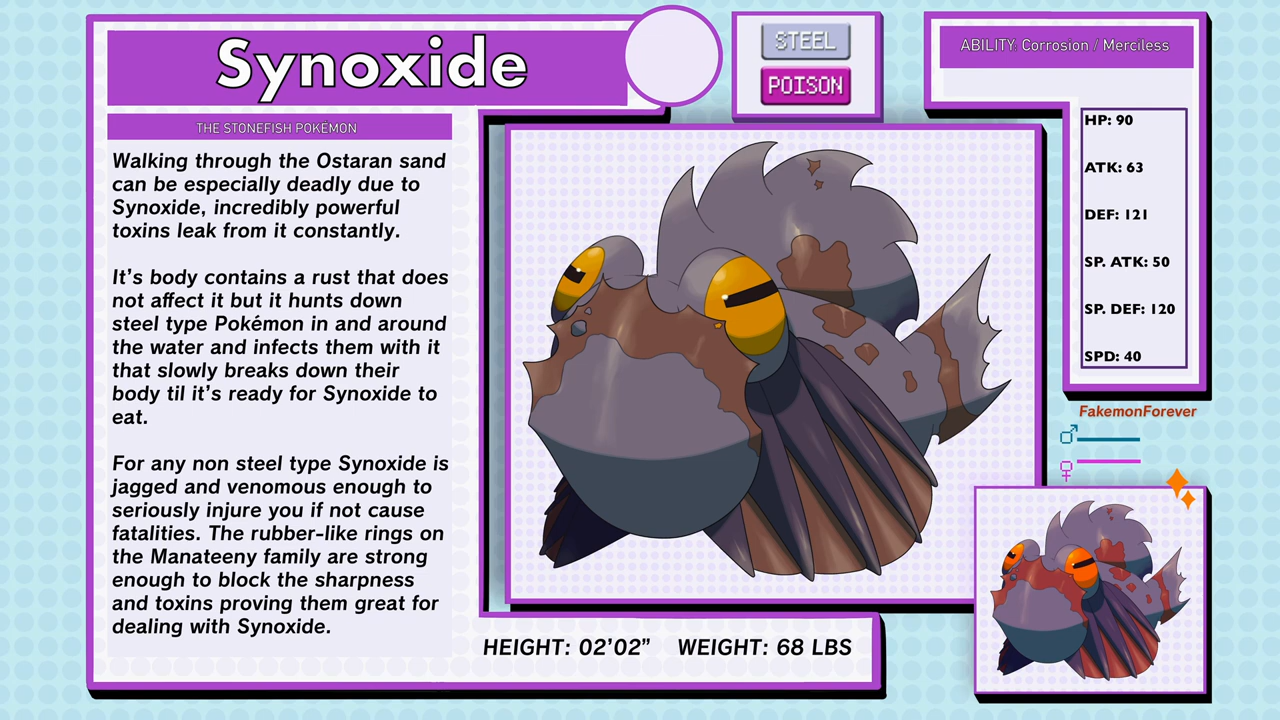 Synoxide
STEEL
POISON
ABILITY: Corrosion / Merciless
THE STONEFISH POKÉMON
Walking through the Ostaran sand
can be especially deadly due to
Synoxide, incredibly powerful
toxins leak from it constantly.
It's body contains a rust that does
not affect it but it hunts down
steel type Pokémon in and around
the water and infects them with it
that slowly breaks down their
body til it's ready for Synoxide to
eat.
For any non steel type Synoxide is
jagged and venomous enough to
seriously injure you if not cause
fatalities. The rubber-like rings on
the Manateeny family are strong
enough to block the sharpness
and toxins proving them great for
dealing with Synoxide.
HP: 90
ATK: 63
DEF: 121
SP. ATK: 50
SP. DEF: 120
SPD: 40
FakemonForever
♂
♀
HEIGHT: 02'02” WEIGHT: 68 LBS